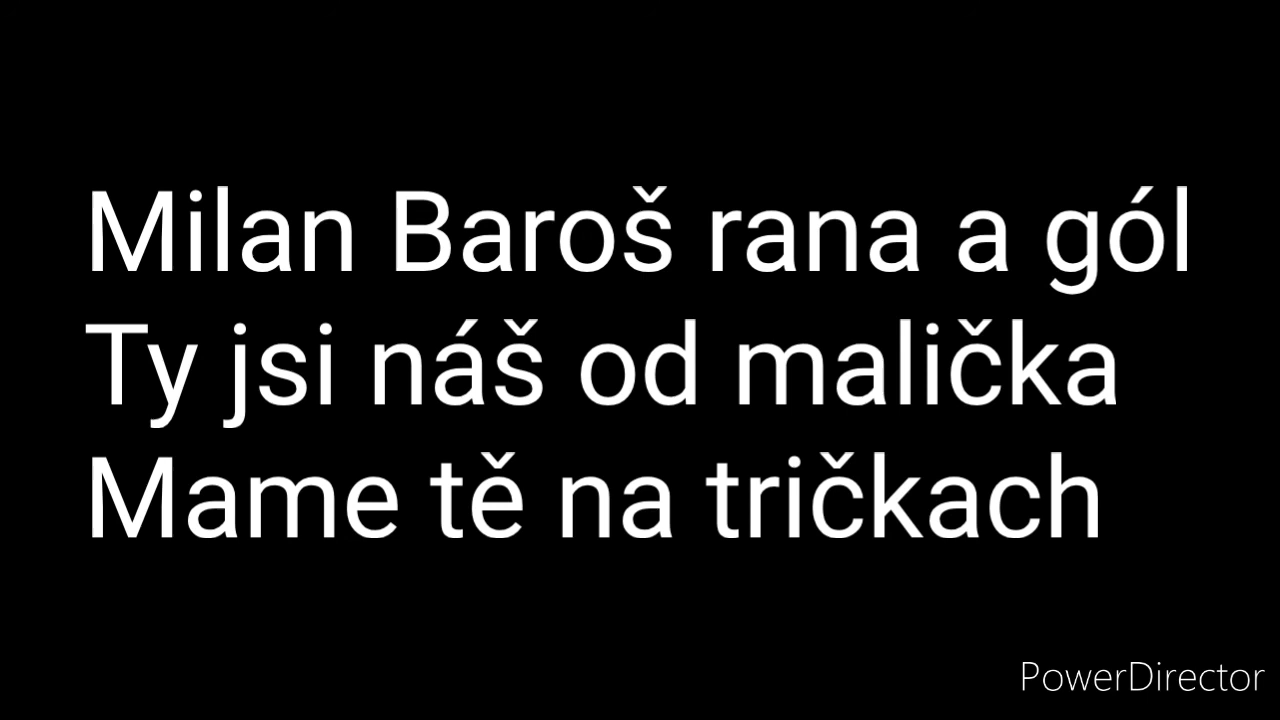 Milan Baroš rana a gól
Ty jsi náš od malička
Mame tě na tričkach
PowerDirector